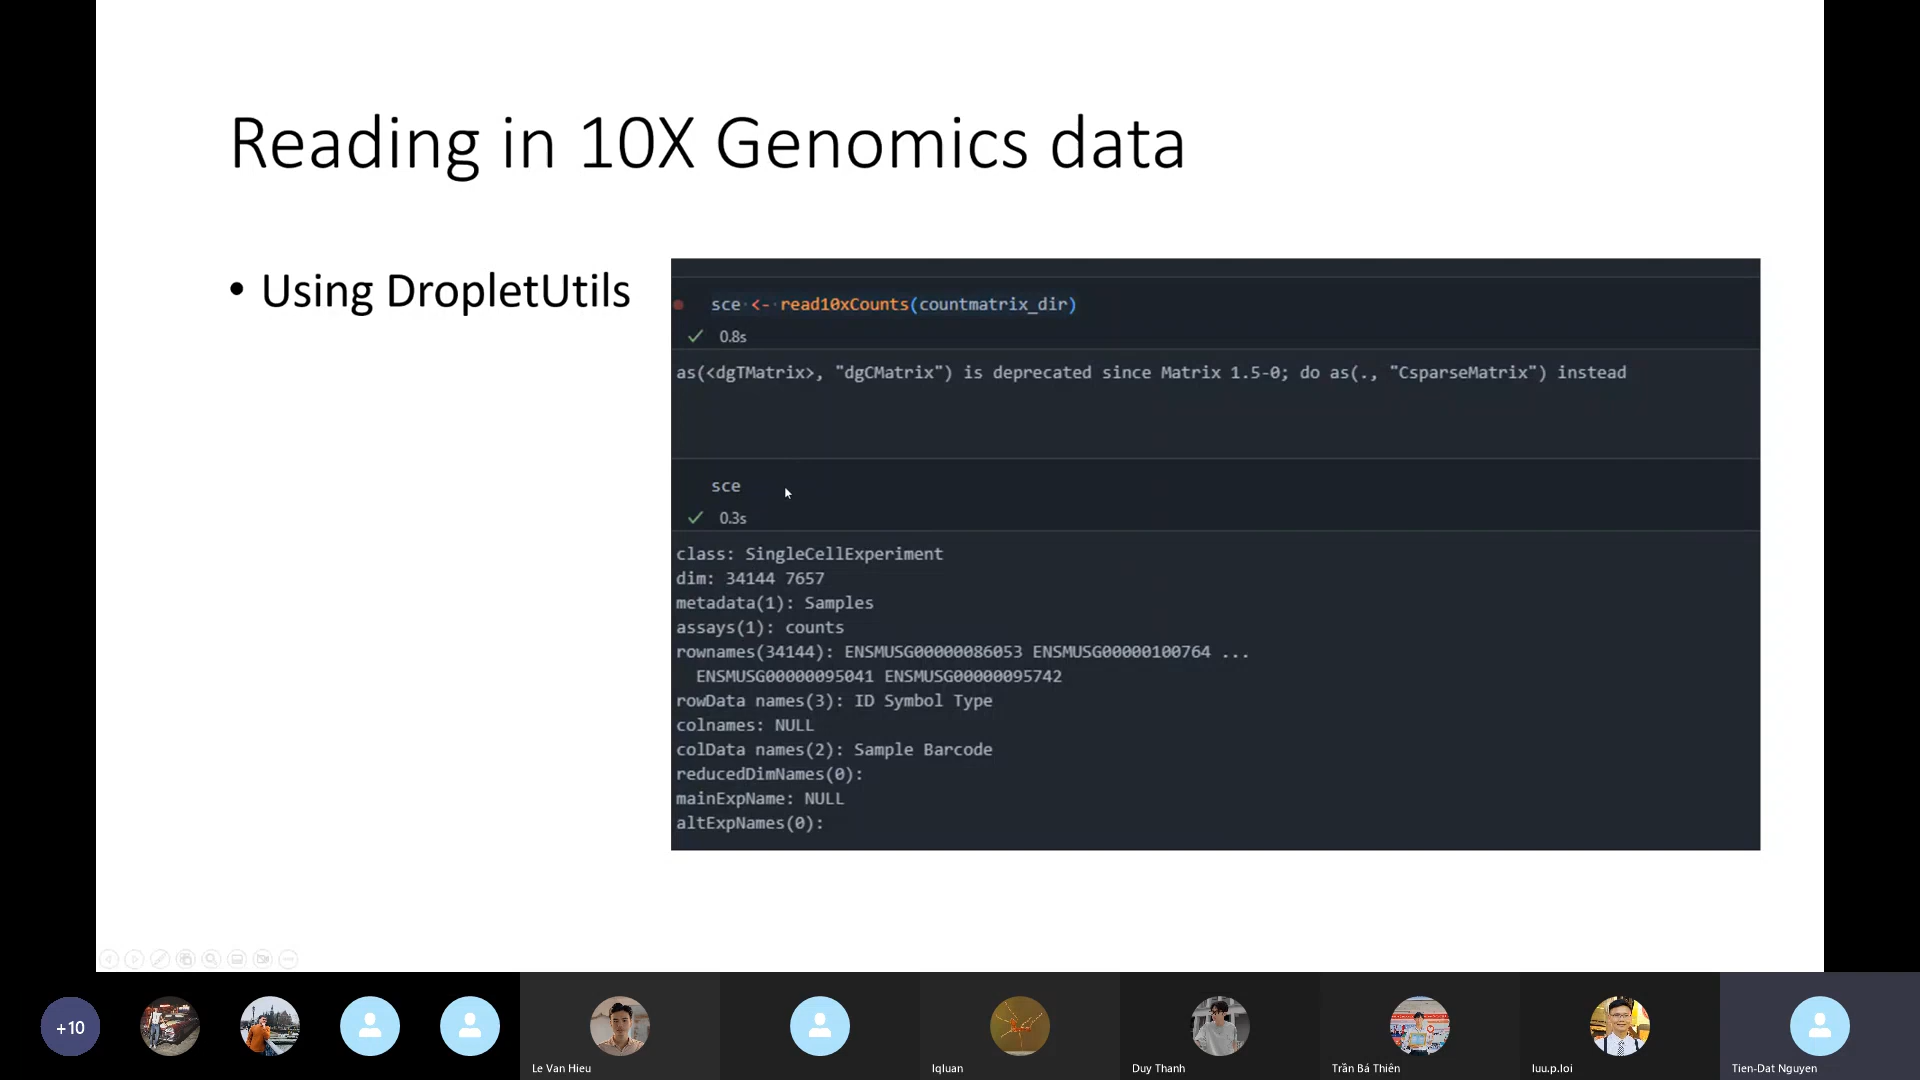 Reading in 10X Genomics data
• Using DropletUtils
sce <- read10xCounts(countmatrix_dir)
0.8s
as(<dgTMatrix>, "dgCMatrix") is deprecated since Matrix 1.5-0; do as(., "CsparseMatrix") instead
sce
0.3s
class: SingleCellExperiment
dim: 34144 7657
metadata(1): Samples
assays(1): counts
rownames(34144): ENSMUSG00000086053 ENSMUSG00000100764 ...
ENSMUSG00000095041 ENSMUSG00000095742
rowData names(3): ID Symbol Type
colnames: NULL
colData names(2): Sample Barcode
reducedDimNames(0):
mainExpName: NULL
altExpNames(0):
+10
Le Van Hieu
lqluan
Duy Thanh
Trần Bá Thiên
luu.p.loi
Tien-Dat Nguyen